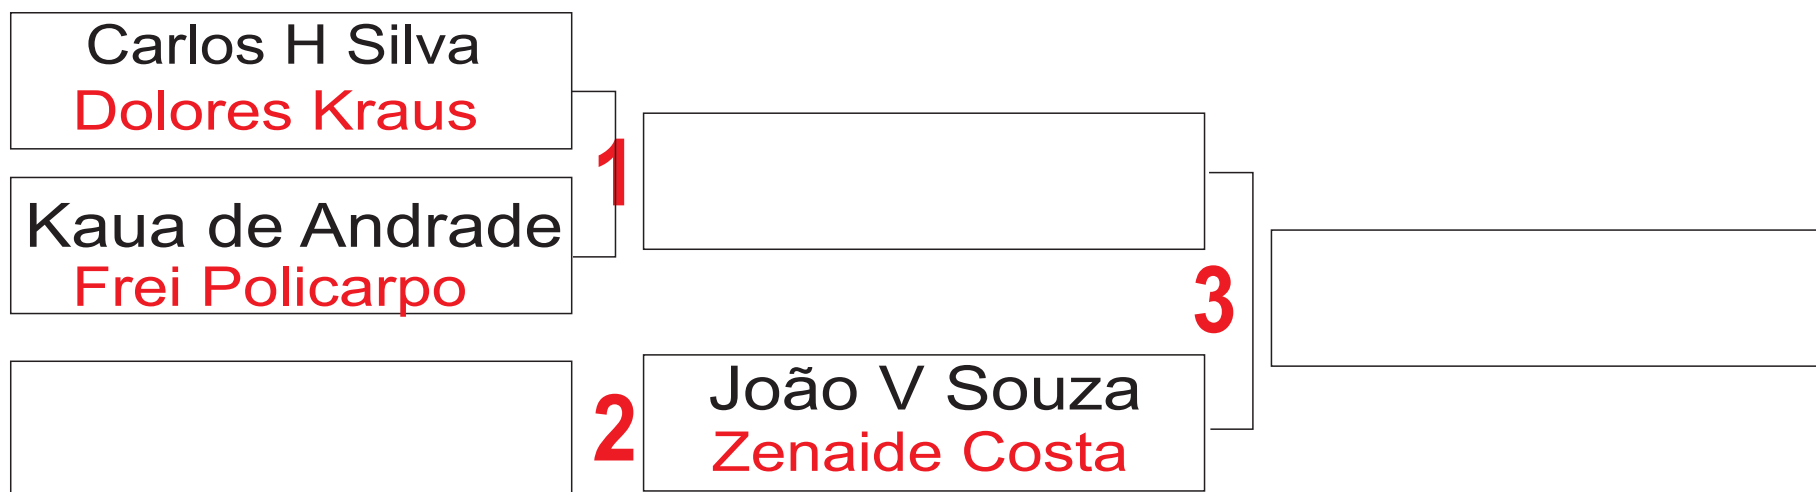 Carlos H Silva
Dolores Kraus
1
Kaua de Andrade
Frei Policarpo
3
2
João V Souza
Zenaide Costa